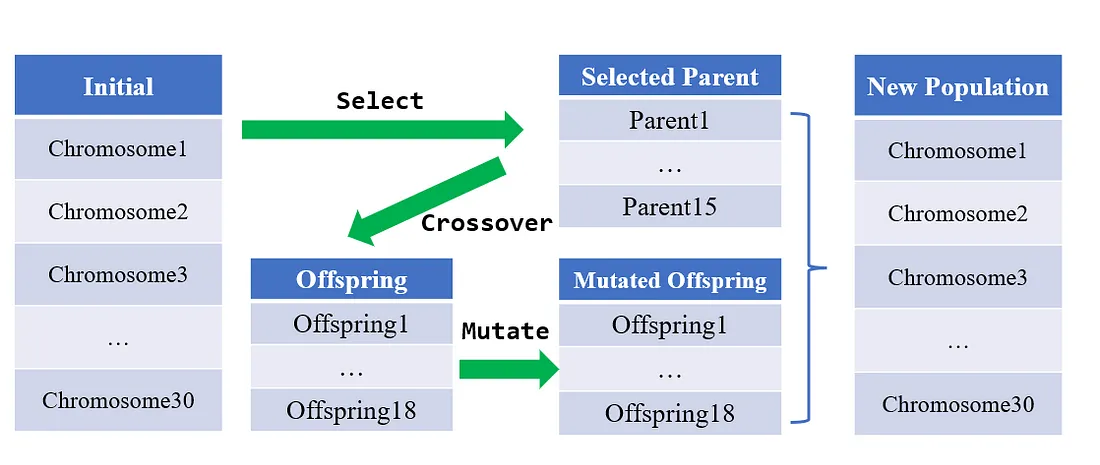 Initial
Chromosome1
Chromosome2
Chromosome3
...
Chromosome30
Select
Crossover
Selected Parent
Parent1
...
Parent15
Offspring
Offspring1
...
Offspring18
Mutate
Mutated Offspring
Offspring1
...
Offspring18
New Population
Chromosome1
Chromosome2
Chromosome3
...
Chromosome30